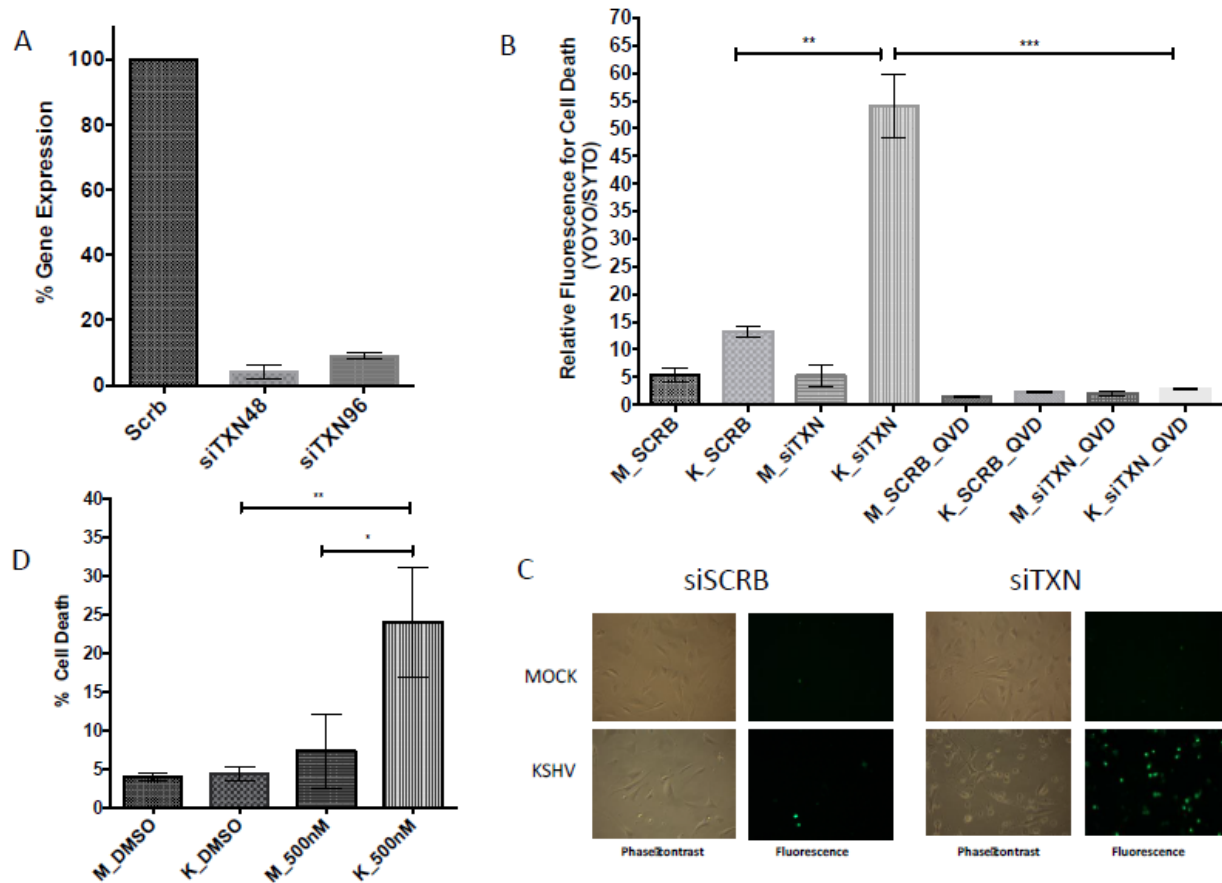 A
% Gene Expression
100
80
60
40
20
0
Scrb
siTXN48
siTXN96
B
Relative Fluorescence for Cell Death
(YOYO/SYTO)
70
65
60
55
50
45
40
35
30
25
20
15
10
5
0
**
***
M_SCRB
K_SCRB
M_siTXN
K_siTXN
M_SCRB_QVD
K_SCRB_QVD
M_siTXN_QVD
K_siTXN_QVD
D
% Cell Death
40
35
30
25
20
15
10
5
0
**
*
M_DMSO
K_DMSO
M_500nM
K_500nM
C
siSCRB
siTXN
MOCK
KSHV
Phase contrast
Fluorescence
Phase contrast
Fluorescence